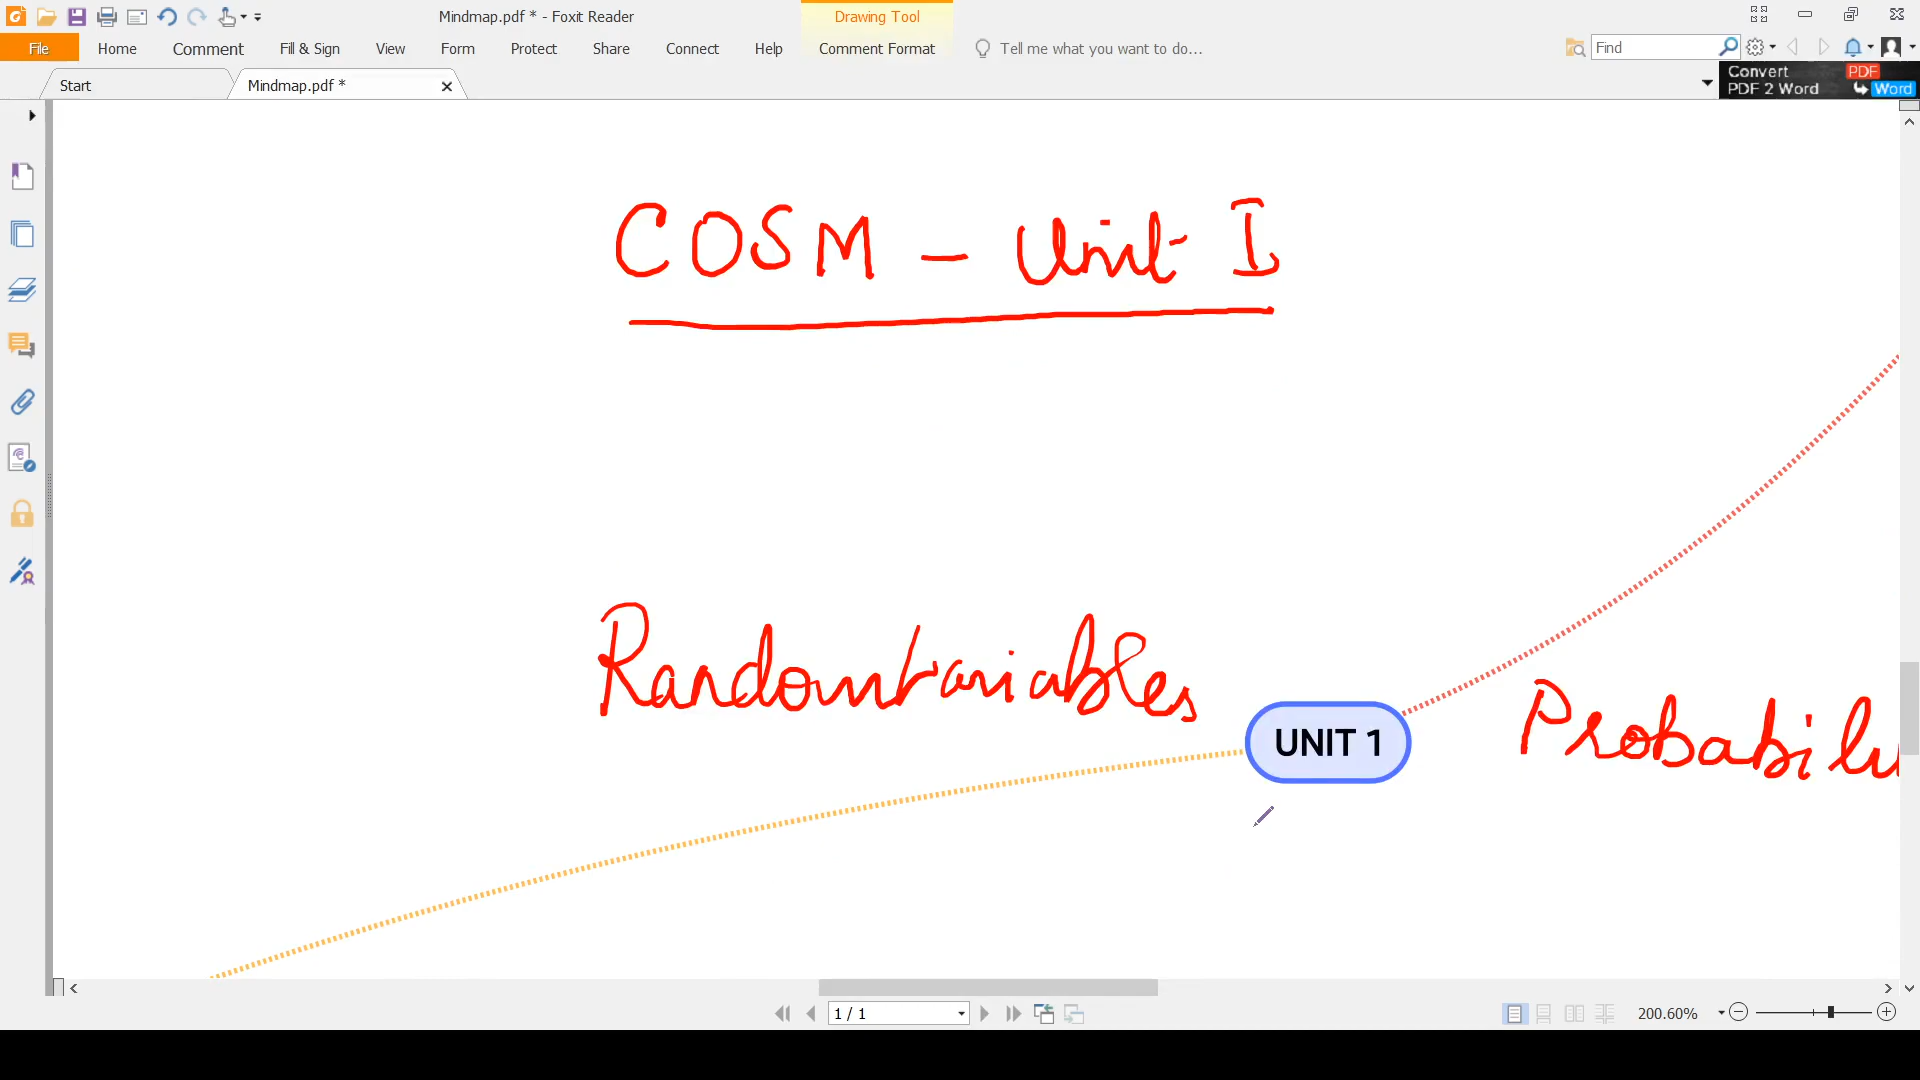 Mindmap.pdf * - Foxit Reader
Drawing Tool
File Home Comment Fill & Sign View Form Protect Share Connect Help Comment Format Tell me what you want to do... Find
Start Mindmap.pdf *
Convert PDF
PDF 2 Word Word
COSM - Unit I
Randomvariables
UNIT 1
Probabili
1 / 1
200.60%